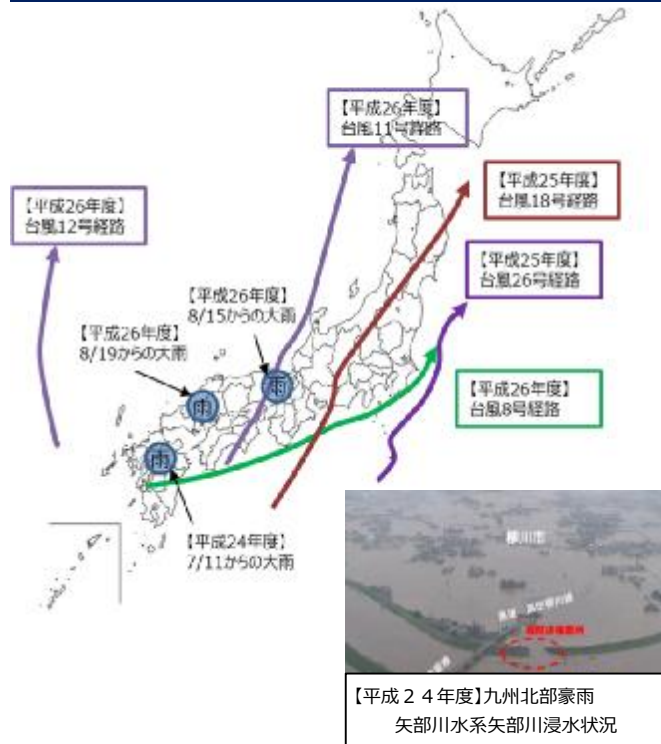 【平成26年度】
台風11号経路
【平成25年度】
台風18号経路
【平成26年度】
台風12号経路
【平成25年度】
台風26号経路
【平成26年度】
8/15からの大雨
【平成26年度】
8/19からの大雨
【平成26年度】
台風8号経路
雨
雨
雨
【平成24年度】
7/11からの大雨
柳川市
【平成２４年度】九州北部豪雨
矢部川水系矢部川浸水状況